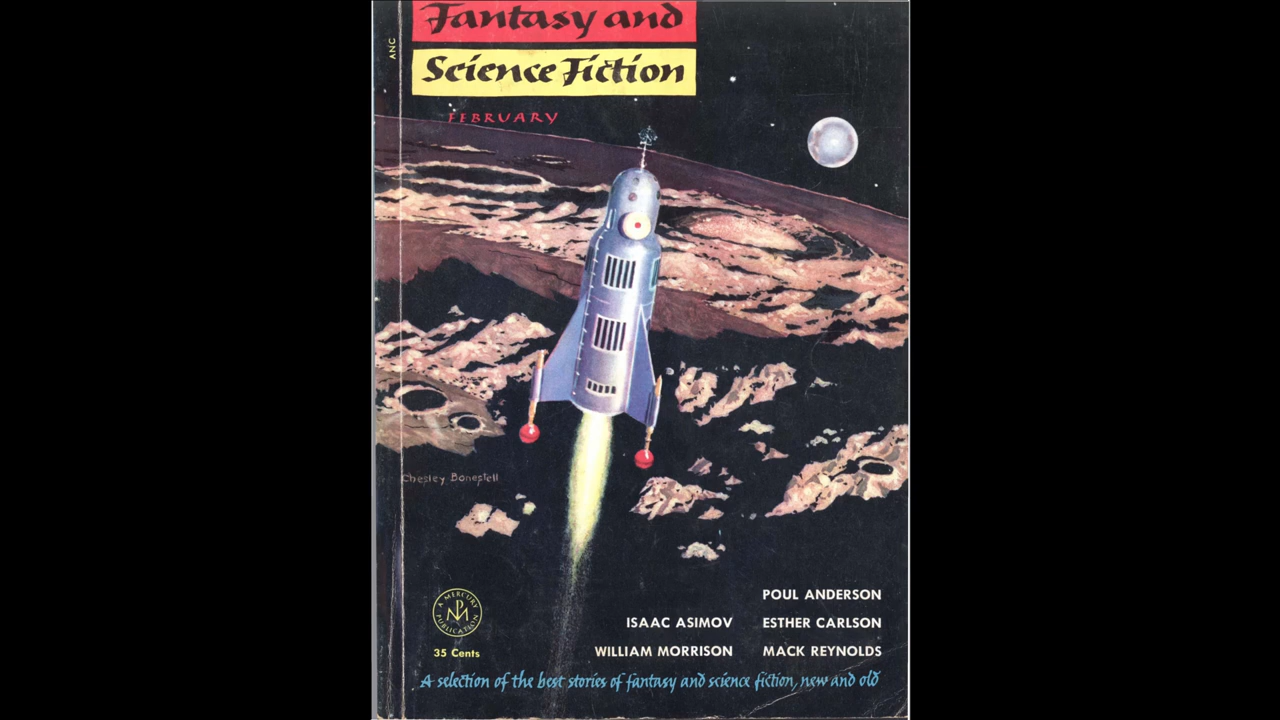 ANC
Fantasy and
Science Fiction
FEBRUARY
Chesley Bonestell
A MERCURY
PM
PUBLICATION
35 Cents
POUL ANDERSON
ISAAC ASIMOV ESTHER CARLSON
WILLIAM MORRISON MACK REYNOLDS
A selection of the best stories of fantasy and science fiction, new and old